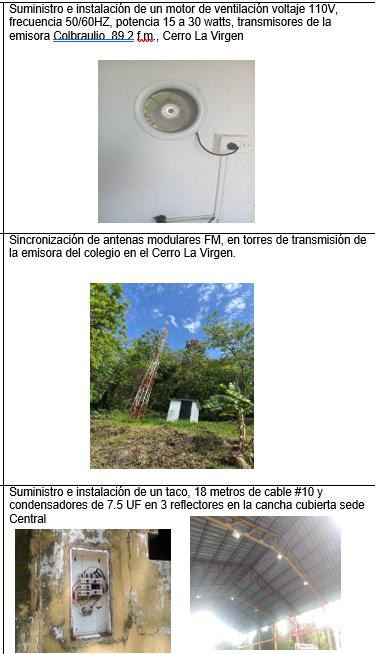 Suministro e instalación de un motor de ventilación voltaje 110V,
frecuencia 50/60HZ, potencia 15 a 30 watts, transmisores de la
emisora Colbraulio 89.2 f.m., Cerro La Virgen
Sincronización de antenas modulares FM, en torres de transmisión de
la emisora del colegio en el Cerro La Virgen.
Suministro e instalación de un taco, 18 metros de cable #10 y
condensadores de 7.5 UF en 3 reflectores en la cancha cubierta sede
Central